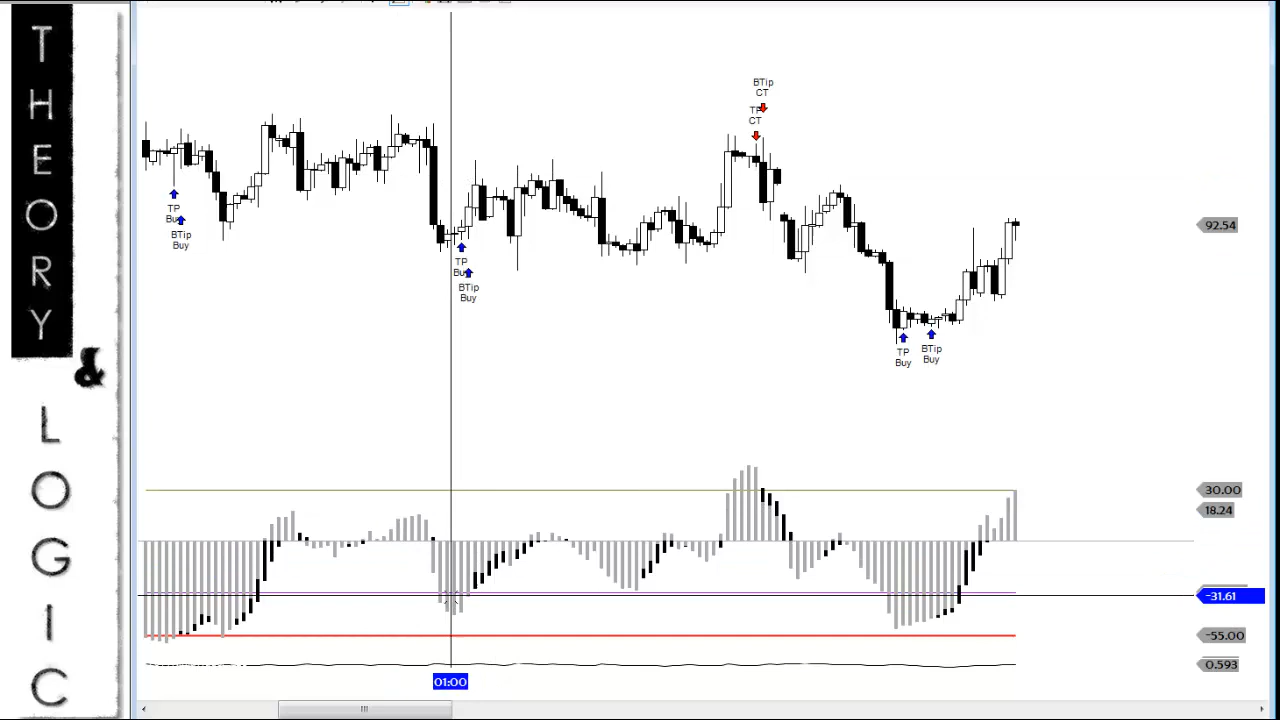 THEORY
&
LOGIC
BTip
CT
TP
CT
TP
Buy
BTip
Buy
TP
Buy
BTip
Buy
TP
Buy
BTip
Buy
92.54
30.00
18.24
-31.61
-55.00
0.593
01:00